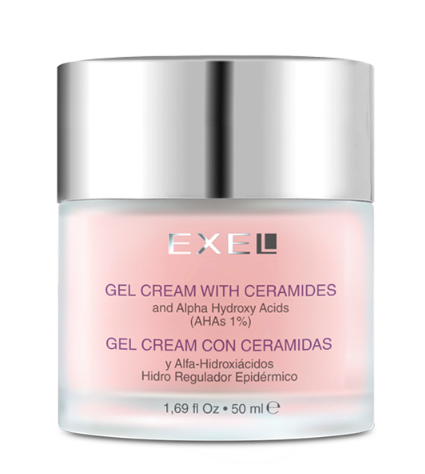 EXEL
GEL CREAM WITH CERAMIDES
and Alpha Hydroxy Acids
(AHAs 1%)
GEL CREAM CON CERAMIDAS
y Alfa-Hidroxiácidos
Hidro Regulador Epidérmico
1,69 fl Oz • 50 ml ℮